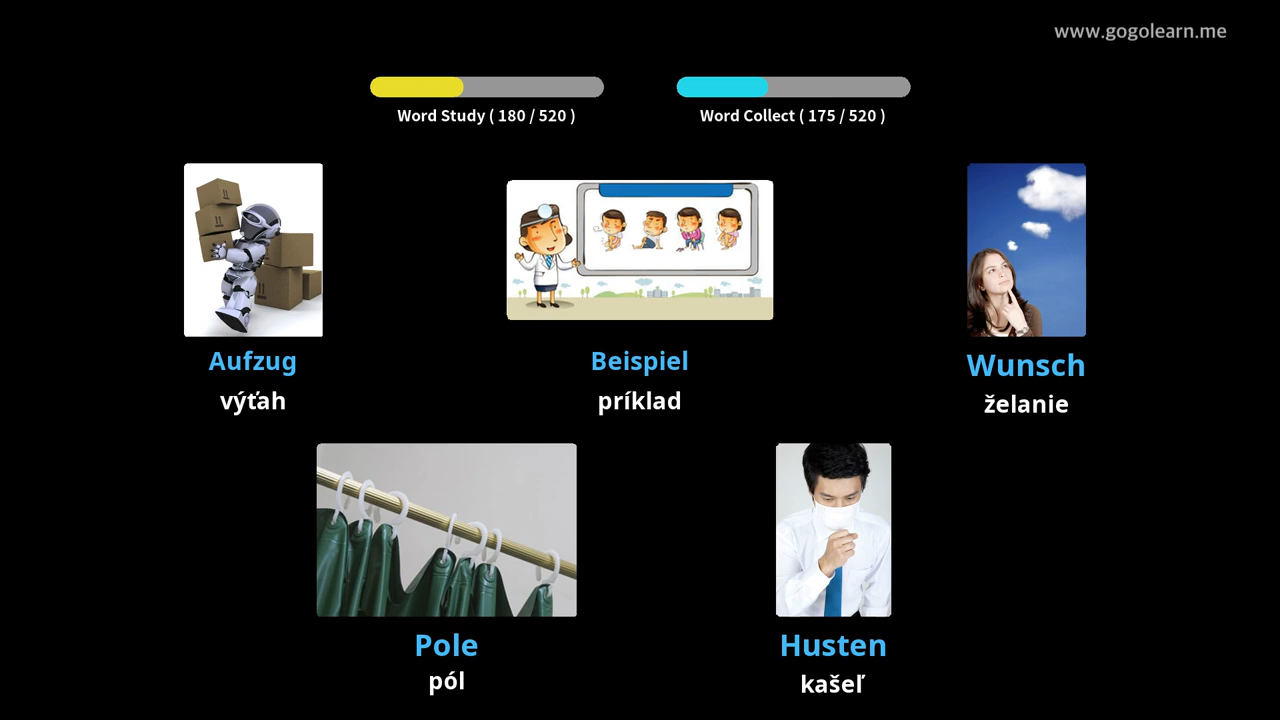 www.gogolearn.me
Word Study ( 180 / 520 )
Word Collect ( 175 / 520 )
Aufzug
výťah
Beispiel
príklad
Wunsch
želanie
Pole
pól
Husten
kašeľ